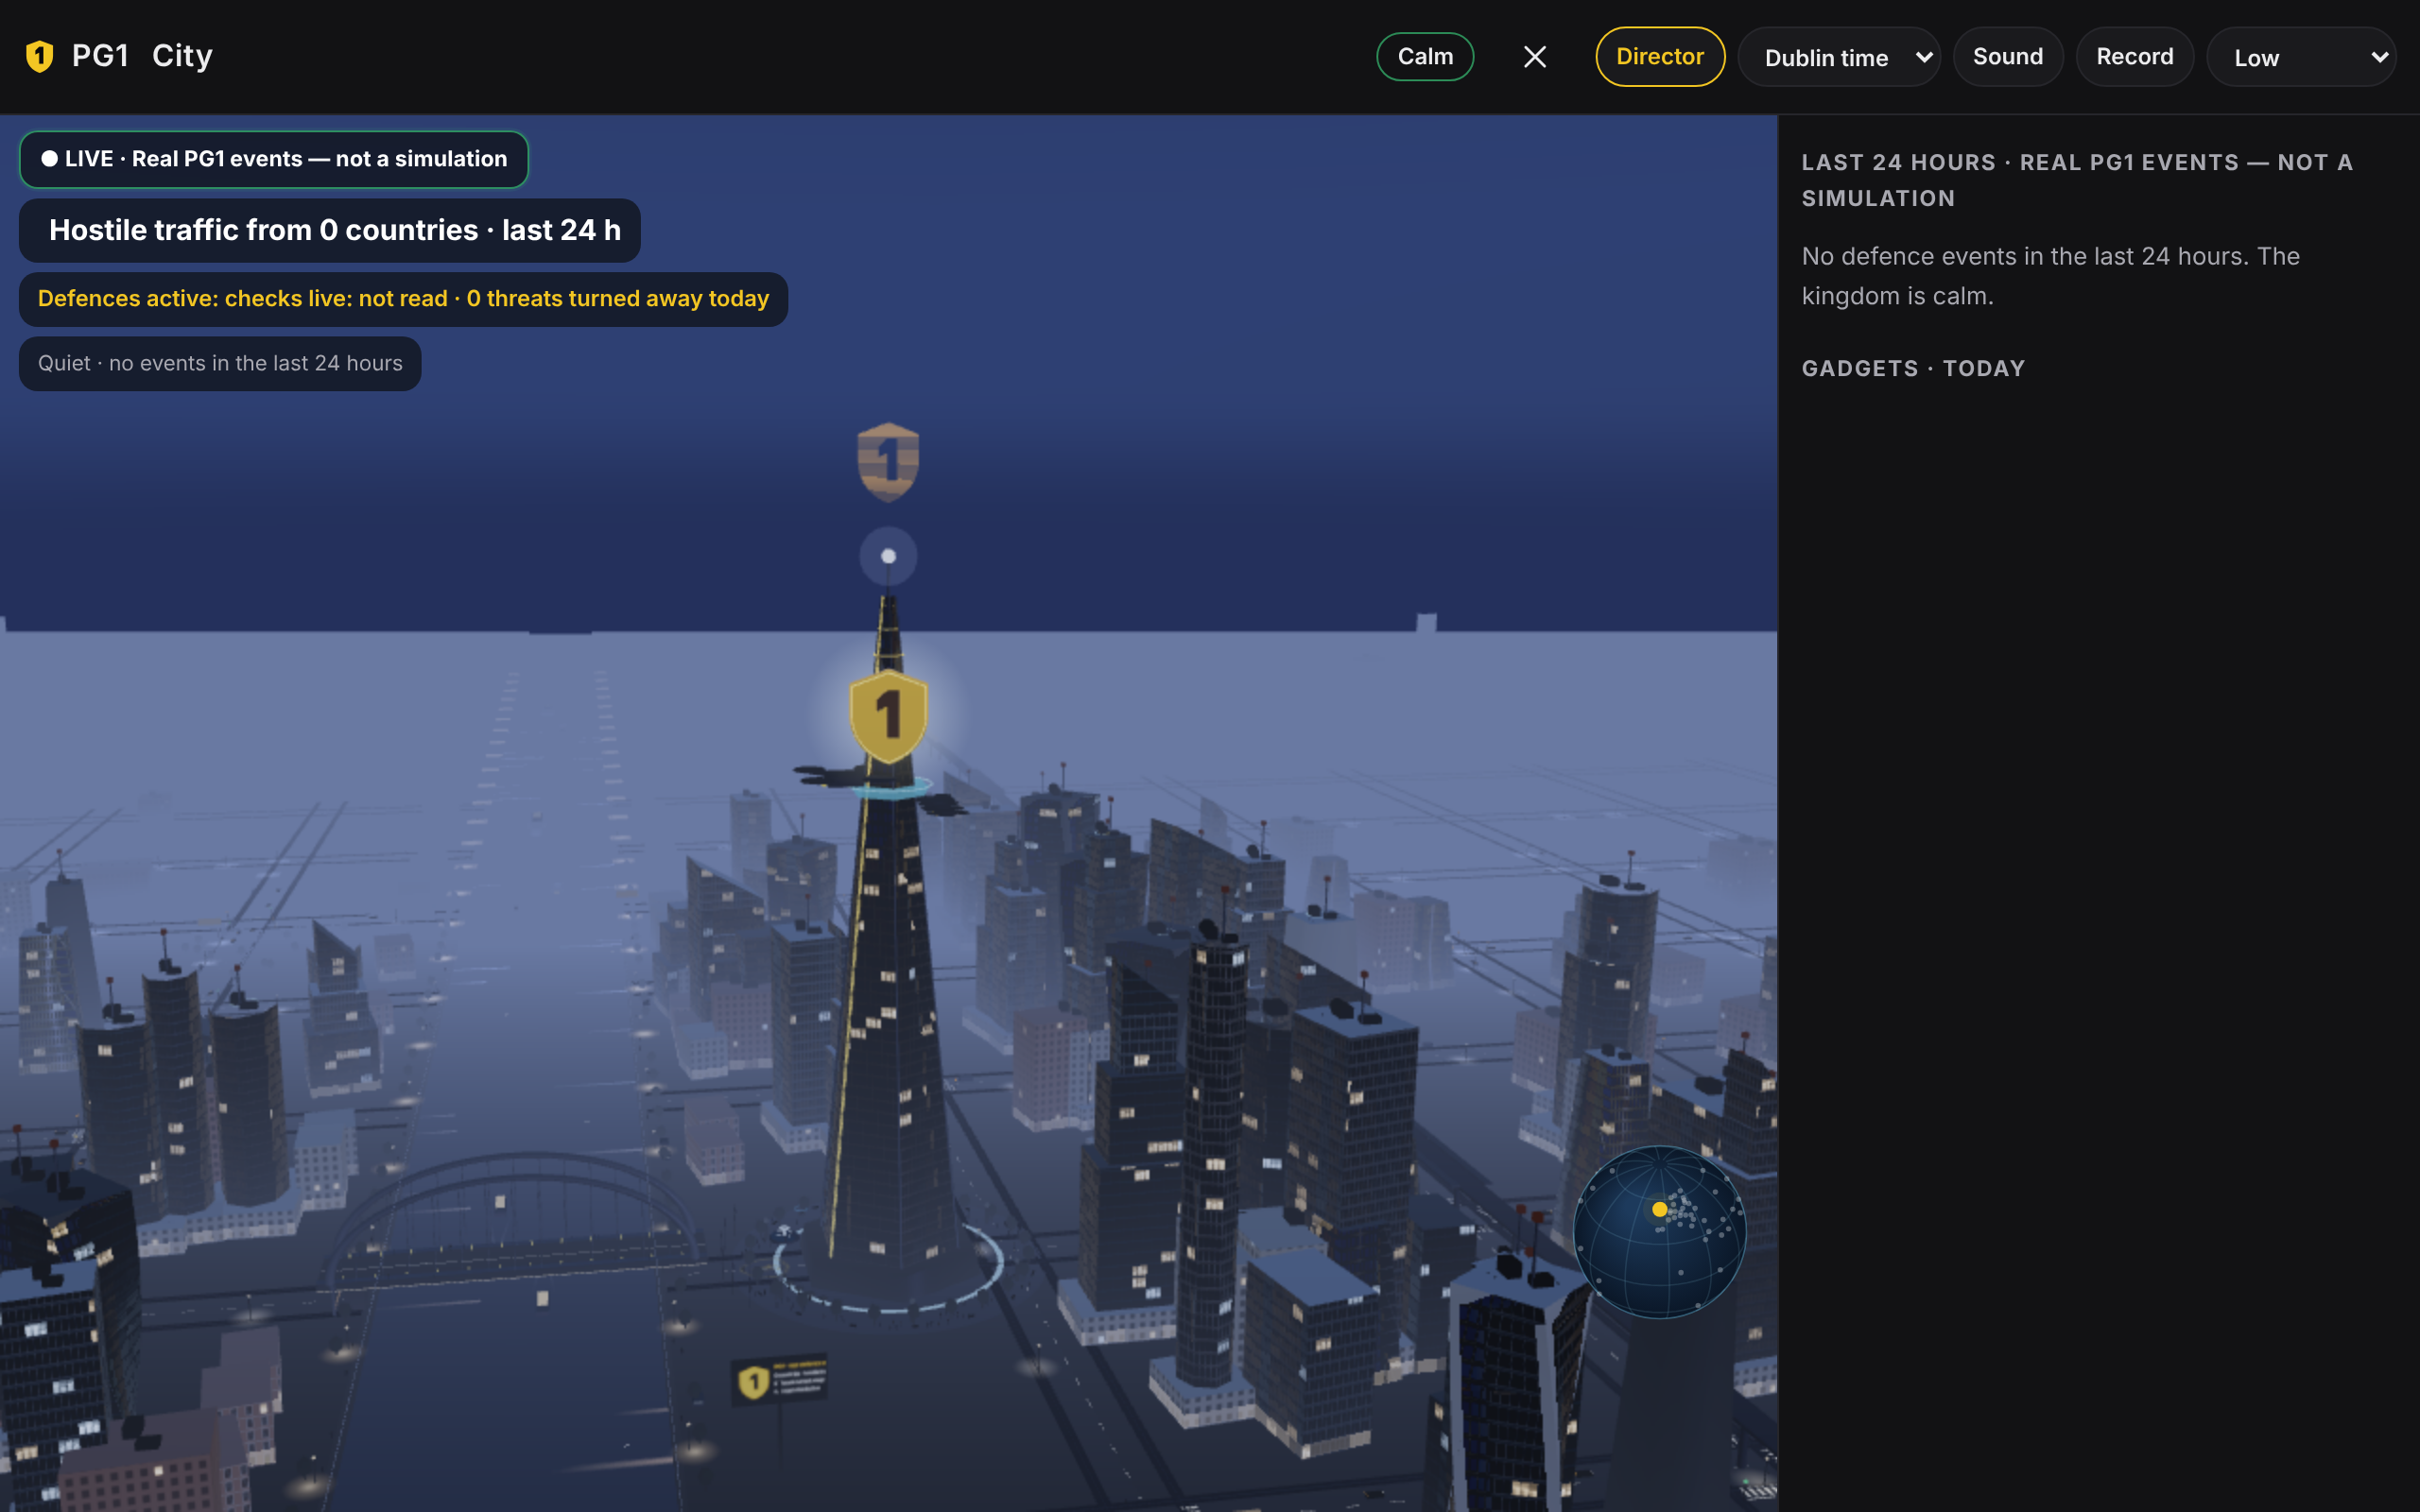 1 PG1 City
Calm
Director
Dublin time
Sound
Record
Low
LIVE · Real PG1 events — not a simulation
Hostile traffic from 0 countries · last 24 h
Defences active: checks live: not read · 0 threats turned away today
Quiet · no events in the last 24 hours
LAST 24 HOURS · REAL PG1 EVENTS — NOT A
SIMULATION
No defence events in the last 24 hours. The
kingdom is calm.
GADGETS · TODAY
1
1
1